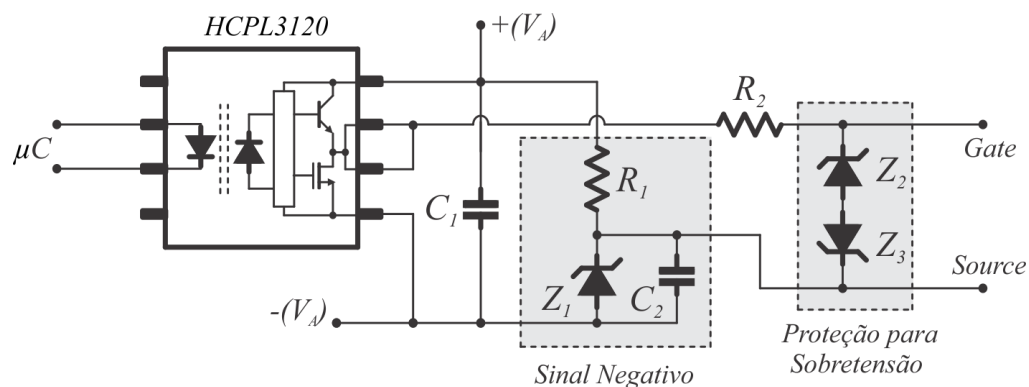 HCPL3120
+(V_A)
R_2
μC
Gate
R_1
Z_2
C_1
Z_3
Source
Z_1
C_2
-(V_A)
Proteção para
Sobretensão
Sinal Negativo